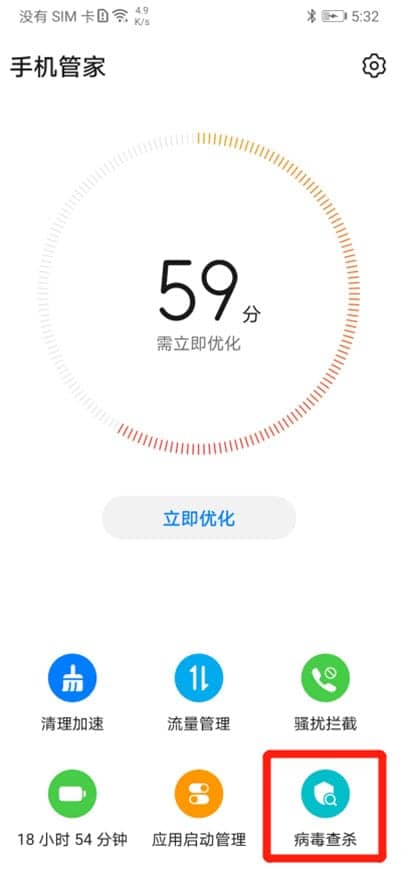 没有 SIM 卡 4.9 K/s 5:32
手机管家
59分
需立即优化
立即优化
清理加速 流量管理 骚扰拦截
18 小时 54 分钟 应用启动管理 病毒查杀